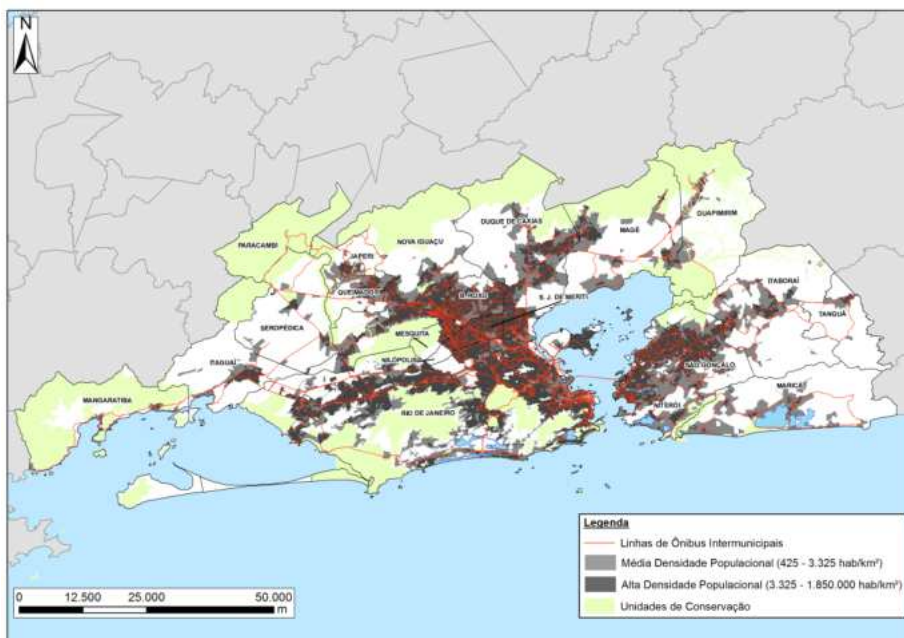 N
GUAPIMIRIM
DUQUE DE CAXIAS
MAGÉ
PARACAMBI
NOVA IGUAÇU
JAPERI
ITABORAÍ
QUEIMADOS
B. ROXO
S. J. DE MERITI
TANGUÁ
SEROPÉDICA
MESQUITA
NILÓPOLIS
ITAGUAÍ
SÃO GONÇALO
MARICÁ
MANGARATIBA
RIO DE JANEIRO
NITERÓI
Legenda
Linhas de Ônibus Intermunicipais
Média Densidade Populacional (425 - 3.325 hab/km²)
Alta Densidade Populacional (3.325 - 1.850.000 hab/km²)
Unidades de Conservação
0 12.500 25.000 50.000
m